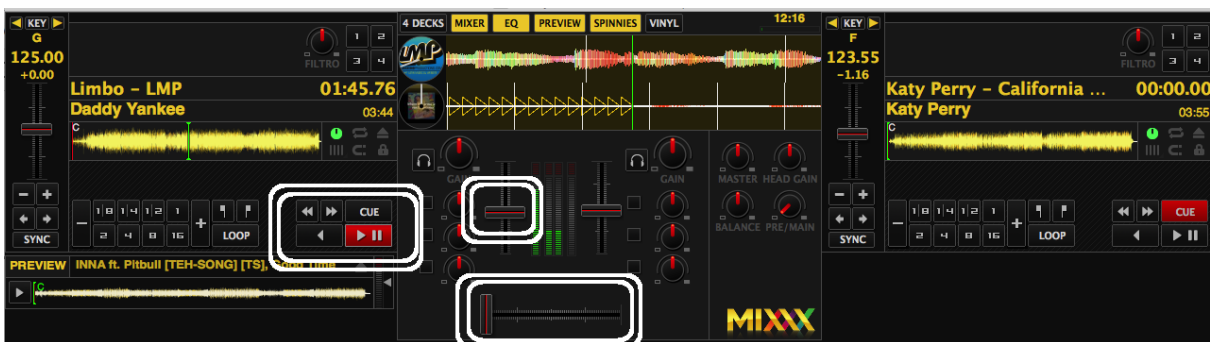 KEY
G
125.00
+0.00
FILTRO
1 2
3 4
Limbo - LMP 01:45.76
Daddy Yankee 03:44
C
- +
SYNC
- 1|8 1|4 1|2 1 +
2 4 8 16 LOOP
CUE
PREVIEW INNA ft. Pitbull [TEH-SONG] [TS], Good Time
C
4 DECKS MIXER EQ PREVIEW SPINNIES VINYL 12:16
LMP
GAIN GAIN MASTER HEAD GAIN
BALANCE PRE/MAIN
MIXXX
KEY
F
123.55
-1.16
FILTRO
1 2
3 4
Katy Perry - California ... 00:00.00
Katy Perry 03:55
C
- +
SYNC
- 1|8 1|4 1|2 1 +
2 4 8 16 LOOP
CUE